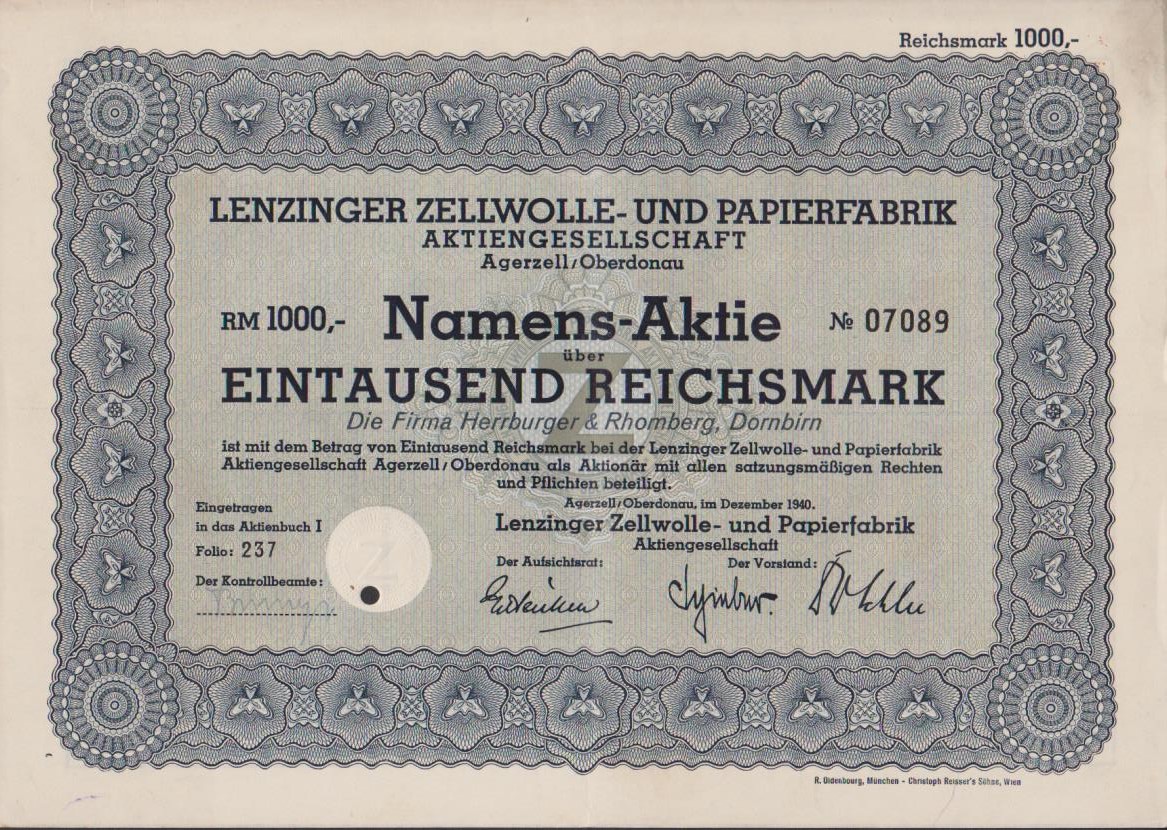 Reichsmark 1000,-
LENZINGER ZELLWOLLE- UND PAPIERFABRIK
AKTIENGESELLSCHAFT
Agerzell/Oberdonau
RM 1000,- Namens-Aktie № 07089
über
EINTAUSEND REICHSMARK
Die Firma Herrburger & Rhomberg, Dornbirn
ist mit dem Betrag von Eintausend Reichsmark bei der Lenzinger Zellwolle- und Papierfabrik
Aktiengesellschaft Agerzell/Oberdonau als Aktionär mit allen satzungsmäßigen Rechten
und Pflichten beteiligt.
Agerzell/Oberdonau, im Dezember 1940.
Lenzinger Zellwolle- und Papierfabrik
Aktiengesellschaft
Der Aufsichtsrat: Der Vorstand:
Eingetragen
in das Aktienbuch I
Folio: 237
Der Kontrollbeamte:
R. Oldenbourg, München - Christoph Reisser's Söhne, Wien